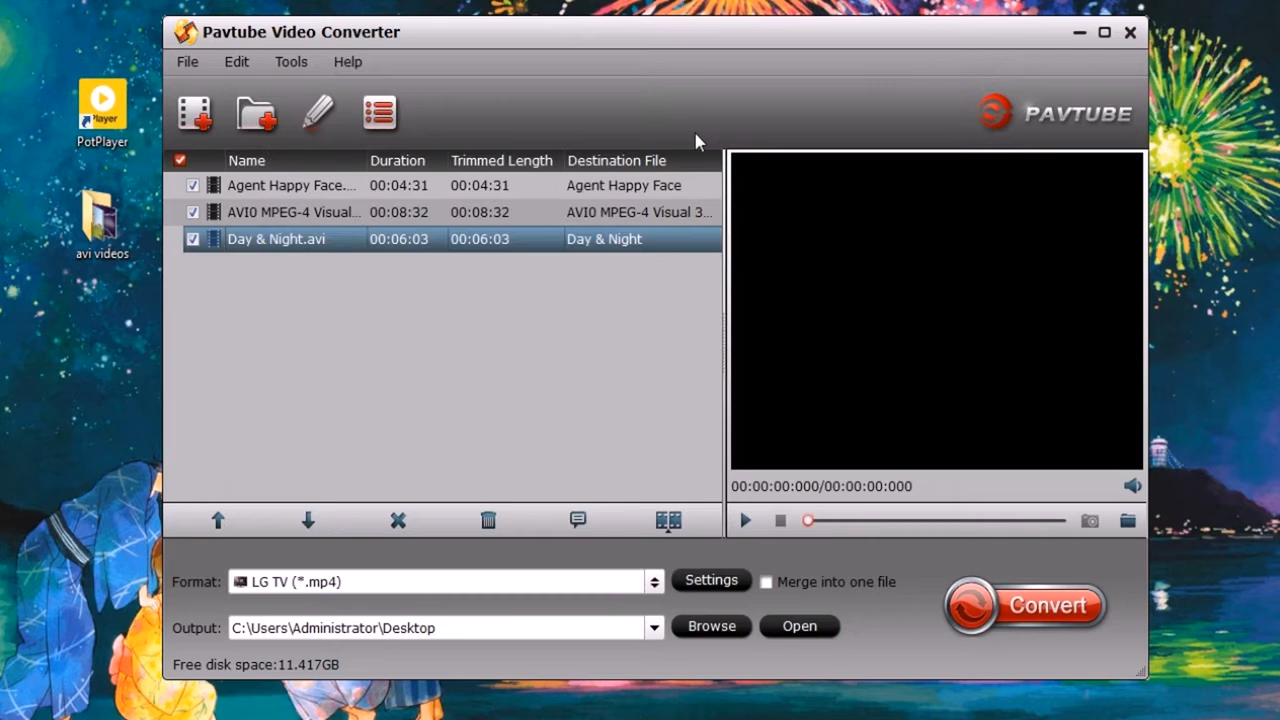 Pavtube Video Converter
File Edit Tools Help
Player
PotPlayer
PAVTUBE
Name Duration Trimmed Length Destination File
Agent Happy Face.... 00:04:31 00:04:31 Agent Happy Face
AVI0 MPEG-4 Visual... 00:08:32 00:08:32 AVI0 MPEG-4 Visual 3...
Day & Night.avi 00:06:03 00:06:03 Day & Night
avi videos
00:00:00:000/00:00:00:000
Format: LG TV (*.mp4) Settings Merge into one file
Convert
Output: C:\Users\Administrator\Desktop Browse Open
Free disk space:11.417GB